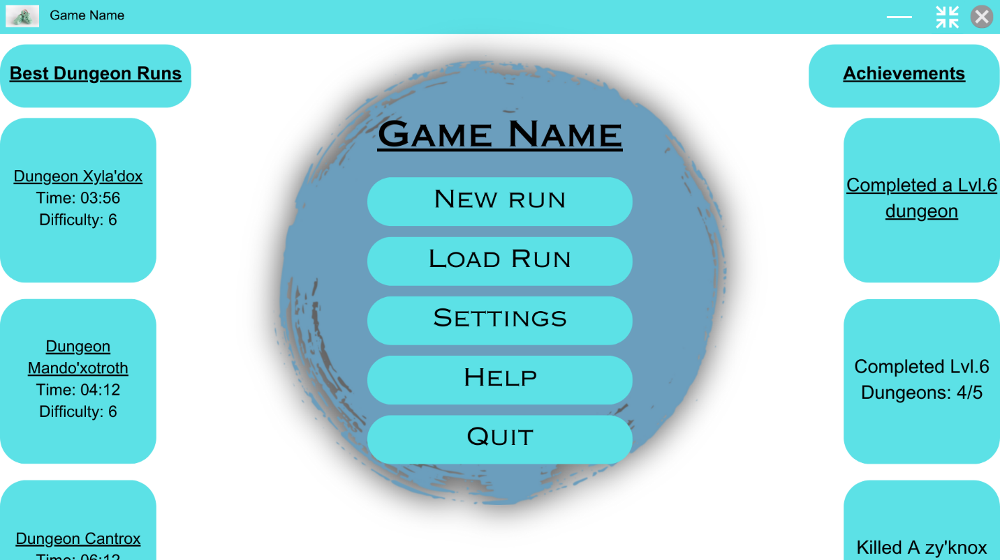 Game Name
Best Dungeon Runs
Dungeon Xyla'dox
Time: 03:56
Difficulty: 6
Dungeon
Mando'xotroth
Time: 04:12
Difficulty: 6
Dungeon Cantrox
Time: 06:12
Game Name
New run
Load Run
Settings
Help
Quit
Achievements
Completed a Lvl.6
dungeon
Completed Lvl.6
Dungeons: 4/5
Killed A zy'knox